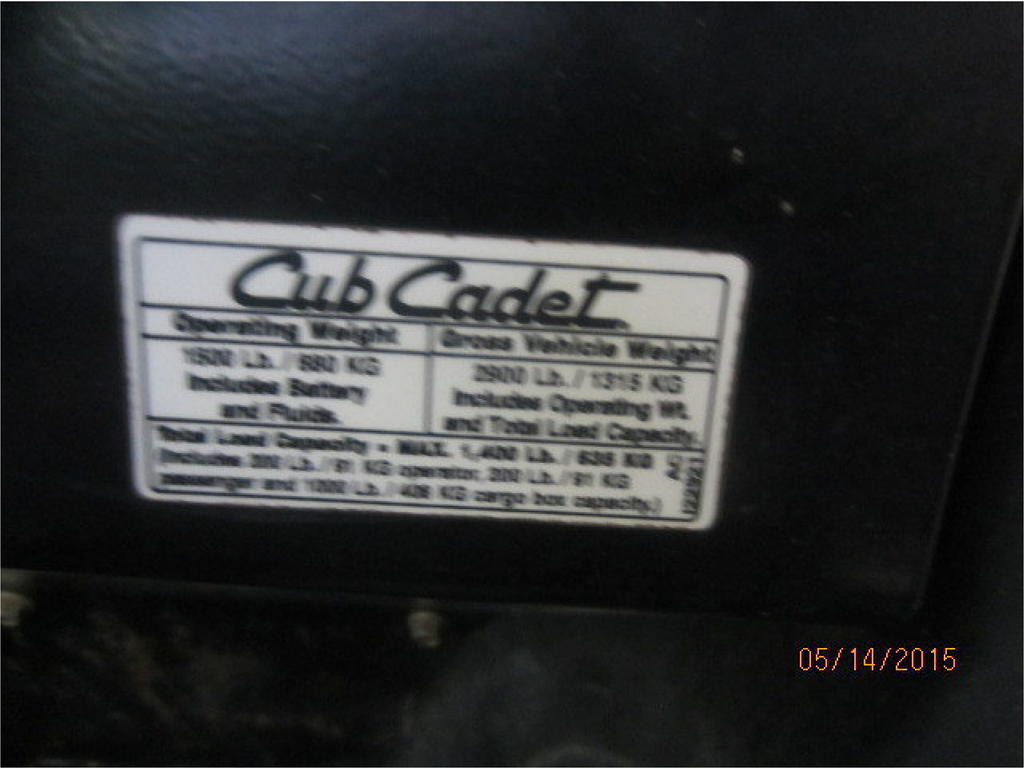 Cub Cadet
Operating Weight
1500 Lb. / 680 KG
Includes Battery
and Fluids.
Gross Vehicle Weight
2900 Lb. / 1315 KG
Includes Operating Wt.
and Total Load Capacity.
Total Load Capacity - MAX. 1,400 Lb. / 635 KG
(Includes 200 Lb. / 91 KG operator, 200 Lb. / 91 KG
passenger and 1000 Lb. / KG cargo box capacity.)
05/14/2015